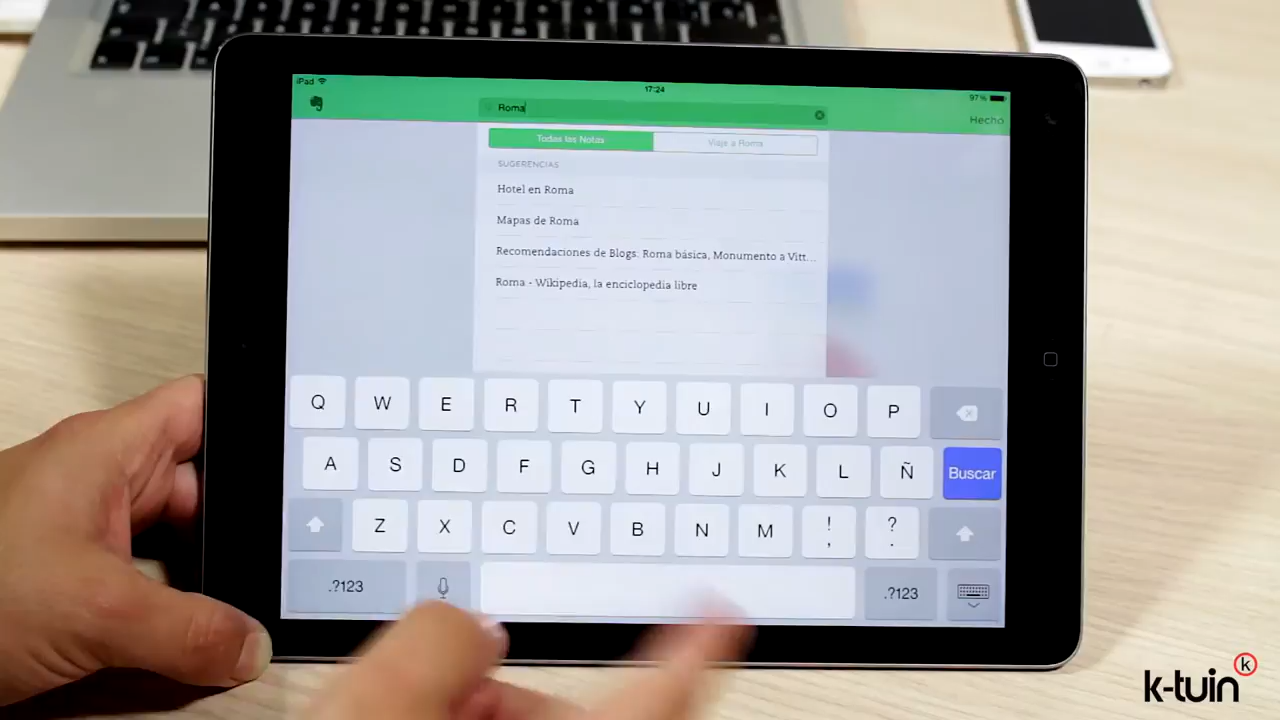 iPad
17:24
97%
Roma
Hecho
Todas las Notas
Viaje a Roma
SUGERENCIAS
Hotel en Roma
Mapas de Roma
Recomendaciones de Blogs: Roma básica, Monumento a Vitt...
Roma - Wikipedia, la enciclopedia libre
Q W E R T Y U I O P
A S D F G H J K L Ñ Buscar
Z X C V B N M ! , ? .
.?123 .?123
k-tuin k